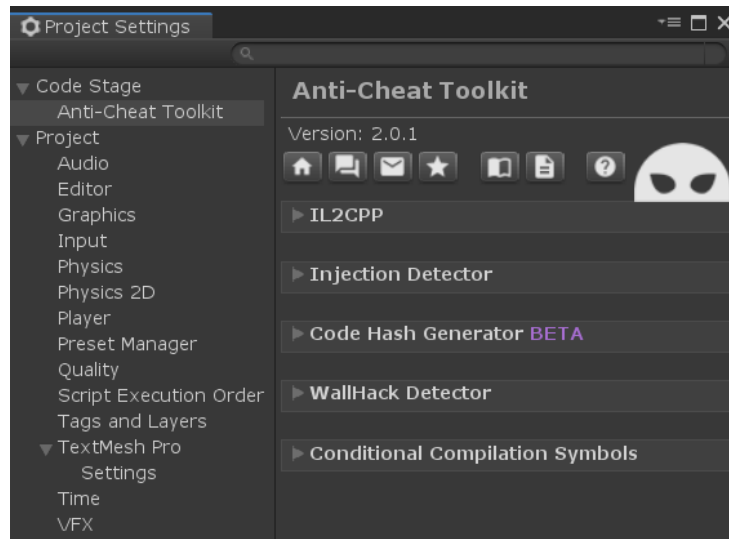 Project Settings
Code Stage
Anti-Cheat Toolkit
Project
Audio
Editor
Graphics
Input
Physics
Physics 2D
Player
Preset Manager
Quality
Script Execution Order
Tags and Layers
TextMesh Pro
Settings
Time
VFX
Anti-Cheat Toolkit
Version: 2.0.1
IL2CPP
Injection Detector
Code Hash Generator BETA
WallHack Detector
Conditional Compilation Symbols